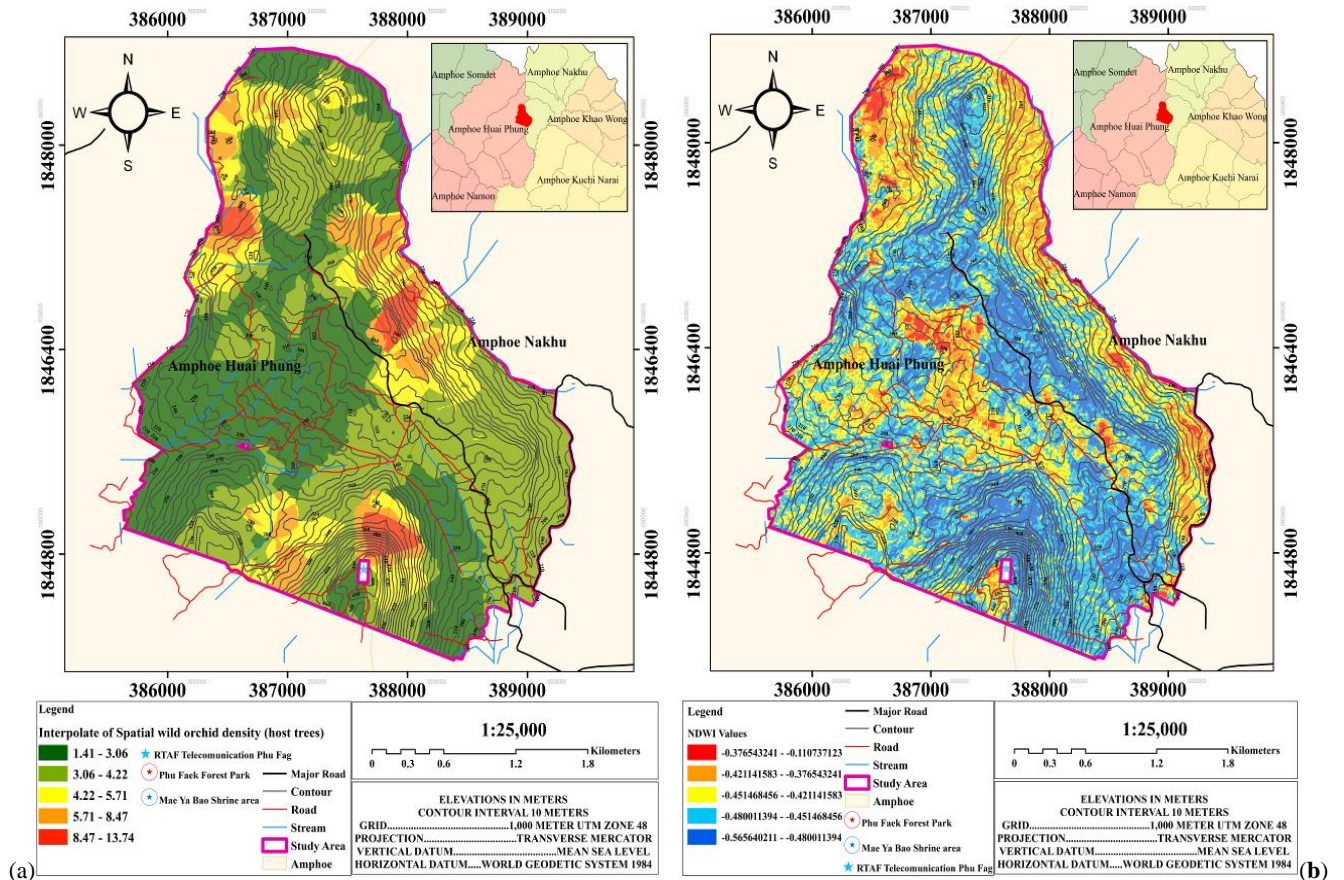 386000 387000 388000 389000
N
W E
S
Amphoe Somdet
Amphoe Nakhu
Amphoe Huai Phung
Amphoe Khao Wong
Amphoe Kuchi Narai
Amphoe Namon
1848000
1846400
1844800
Amphoe Nakhu
Amphoe Huai Phung
1848000
1846400
1844800
386000 387000 388000 389000
Legend
Interpolate of Spatial wild orchid density (host trees)
1.41 - 3.06
3.06 - 4.22
4.22 - 5.71
5.71 - 8.47
8.47 - 13.74
RTAF Telecomunication Phu Fag
Phu Faek Forest Park
Mae Ya Bao Shrine area
Major Road
Contour
Road
Stream
Study Area
Amphoe
1:25,000
Kilometers
0 0.3 0.6 1.2 1.8
ELEVATIONS IN METERS
CONTOUR INTERVAL 10 METERS
GRID..............................1,000 METER UTM ZONE 48
PROJECTION....................TRANSVERSE MERCATOR
VERTICAL DATUM........................MEAN SEA LEVEL
HORIZONTAL DATUM.....WORLD GEODETIC SYSTEM 1984
(a)
386000 387000 388000 389000
N
W E
S
Amphoe Somdet
Amphoe Nakhu
Amphoe Huai Phung
Amphoe Khao Wong
Amphoe Kuchi Narai
Amphoe Namon
1848000
1846400
1844800
Amphoe Nakhu
Amphoe Huai Phung
1848000
1846400
1844800
386000 387000 388000 389000
Legend
NDWI Values
-0.376543241 - -0.110737123
-0.421141583 - -0.376543241
-0.451468456 - -0.421141583
-0.480011394 - -0.451468456
-0.565640211 - -0.480011394
Major Road
Contour
Road
Stream
Study Area
Amphoe
Phu Faek Forest Park
Mae Ya Bao Shrine area
RTAF Telecomunication Phu Fag
1:25,000
Kilometers
0 0.3 0.6 1.2 1.8
ELEVATIONS IN METERS
CONTOUR INTERVAL 10 METERS
GRID..............................1,000 METER UTM ZONE 48
PROJECTION....................TRANSVERSE MERCATOR
VERTICAL DATUM........................MEAN SEA LEVEL
HORIZONTAL DATUM.....WORLD GEODETIC SYSTEM 1984
(b)